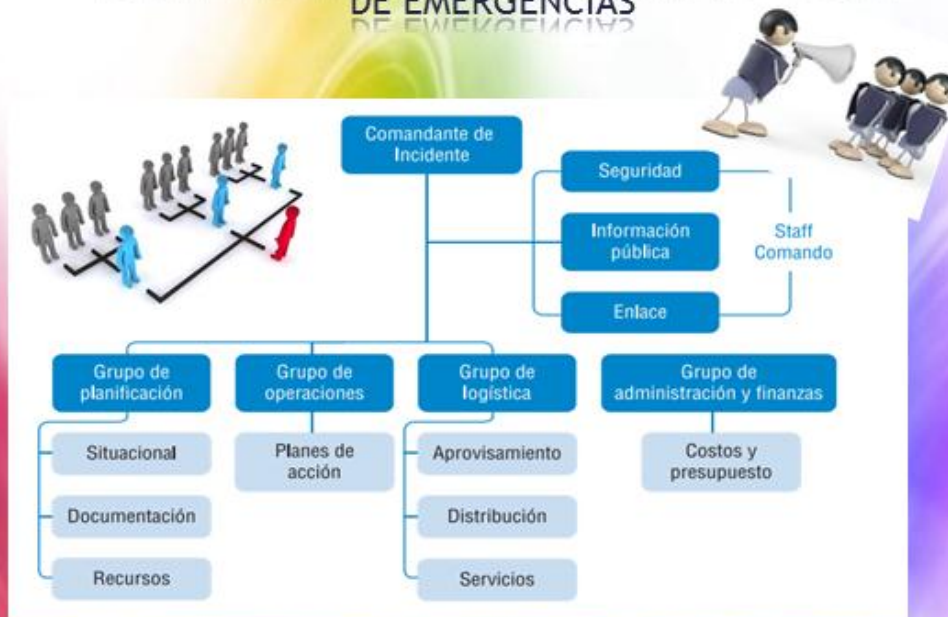 DE EMERGENCIAS
Comandante de
Incidente
Seguridad
Información
pública
Staff
Comando
Enlace
Grupo de
planificación
Grupo de
operaciones
Grupo de
logística
Grupo de
administración y finanzas
Situacional
Planes de
acción
Aprovisamiento
Costos y
presupuesto
Documentación
Distribución
Recursos
Servicios